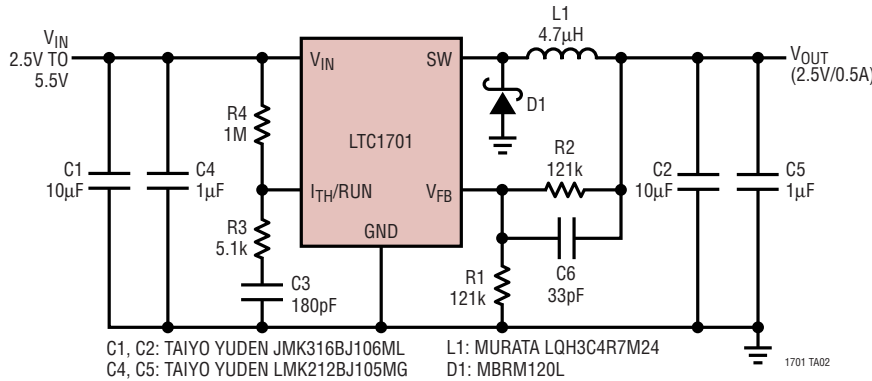 V_IN
2.5V TO
5.5V
C1
10µF
C4
1µF
R4
1M
R3
5.1k
C3
180pF
V_IN
SW
LTC1701
I_TH/RUN
V_FB
GND
L1
4.7µH
D1
R2
121k
C6
33pF
R1
121k
C2
10µF
C5
1µF
V_OUT
(2.5V/0.5A)
C1, C2: TAIYO YUDEN JMK316BJ106ML
C4, C5: TAIYO YUDEN LMK212BJ105MG
L1: MURATA LQH3C4R7M24
D1: MBRM120L
1701 TA02